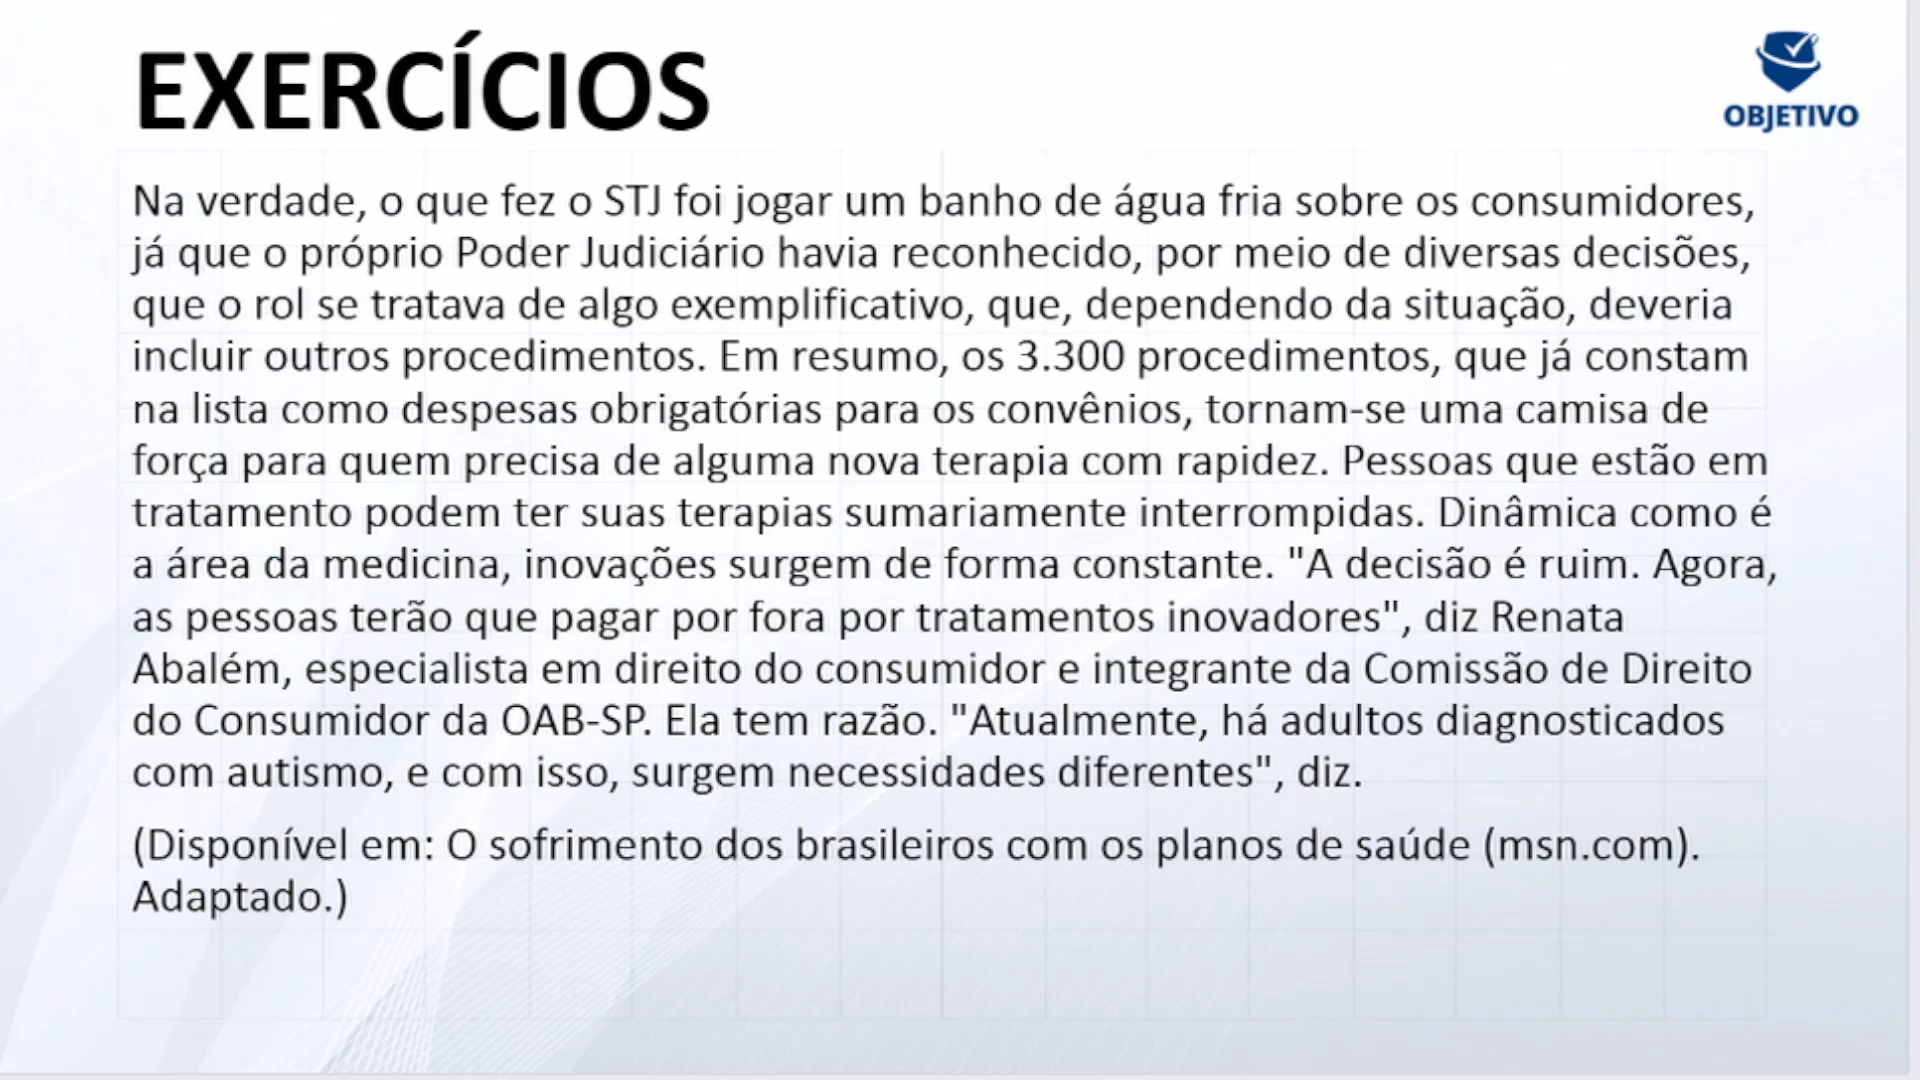 EXERCÍCIOS
OBJETIVO
Na verdade, o que fez o STJ foi jogar um banho de água fria sobre os consumidores,
já que o próprio Poder Judiciário havia reconhecido, por meio de diversas decisões,
que o rol se tratava de algo exemplificativo, que, dependendo da situação, deveria
incluir outros procedimentos. Em resumo, os 3.300 procedimentos, que já constam
na lista como despesas obrigatórias para os convênios, tornam-se uma camisa de
força para quem precisa de alguma nova terapia com rapidez. Pessoas que estão em
tratamento podem ter suas terapias sumariamente interrompidas. Dinâmica como é
a área da medicina, inovações surgem de forma constante. "A decisão é ruim. Agora,
as pessoas terão que pagar por fora por tratamentos inovadores", diz Renata
Abalém, especialista em direito do consumidor e integrante da Comissão de Direito
do Consumidor da OAB-SP. Ela tem razão. "Atualmente, há adultos diagnosticados
com autismo, e com isso, surgem necessidades diferentes", diz.
(Disponível em: O sofrimento dos brasileiros com os planos de saúde (msn.com).
Adaptado.)